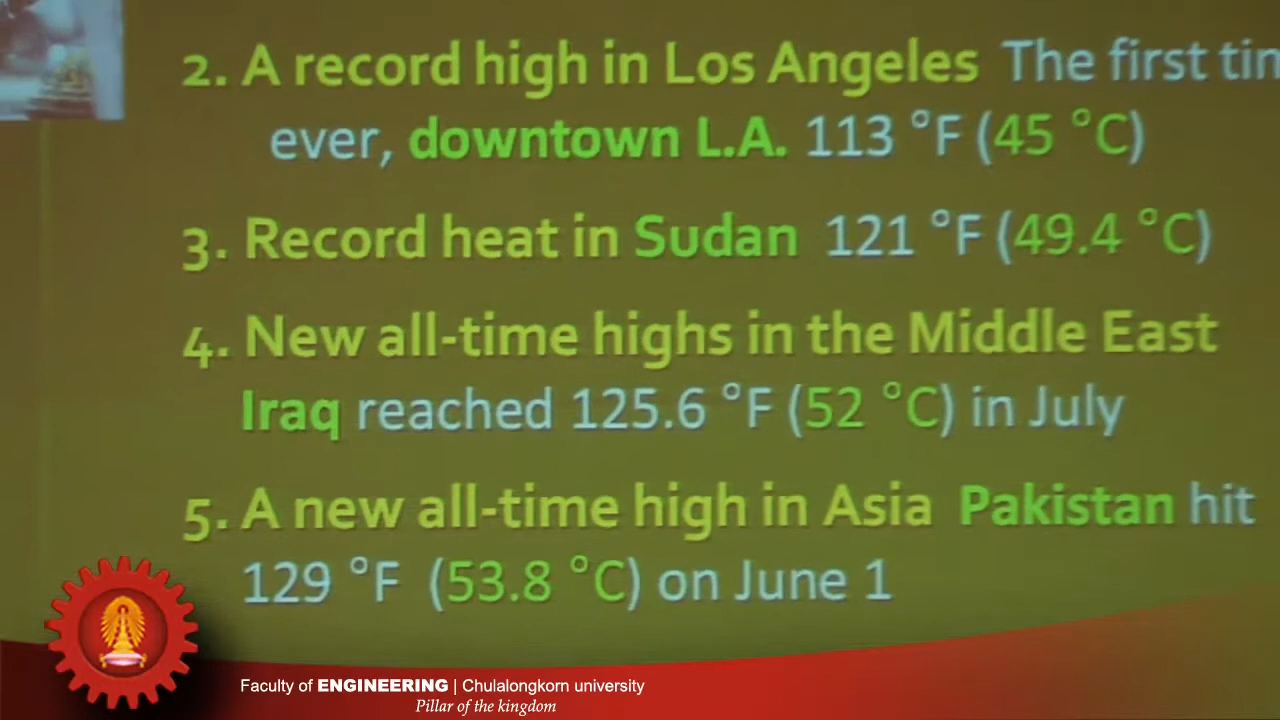 2. A record high in Los Angeles The first
ever, downtown L.A. 113 °F (45 °C)
3. Record heat in Sudan 121 °F (49.4 °C)
4. New all-time highs in the Middle East
Iraq reached 125.6 °F (52 °C) in July
5. A new all-time high in Asia Pakistan hit
129 °F (53.8 °C) on June 1
Faculty of ENGINEERING | Chulalongkorn university
Pillar of the kingdom